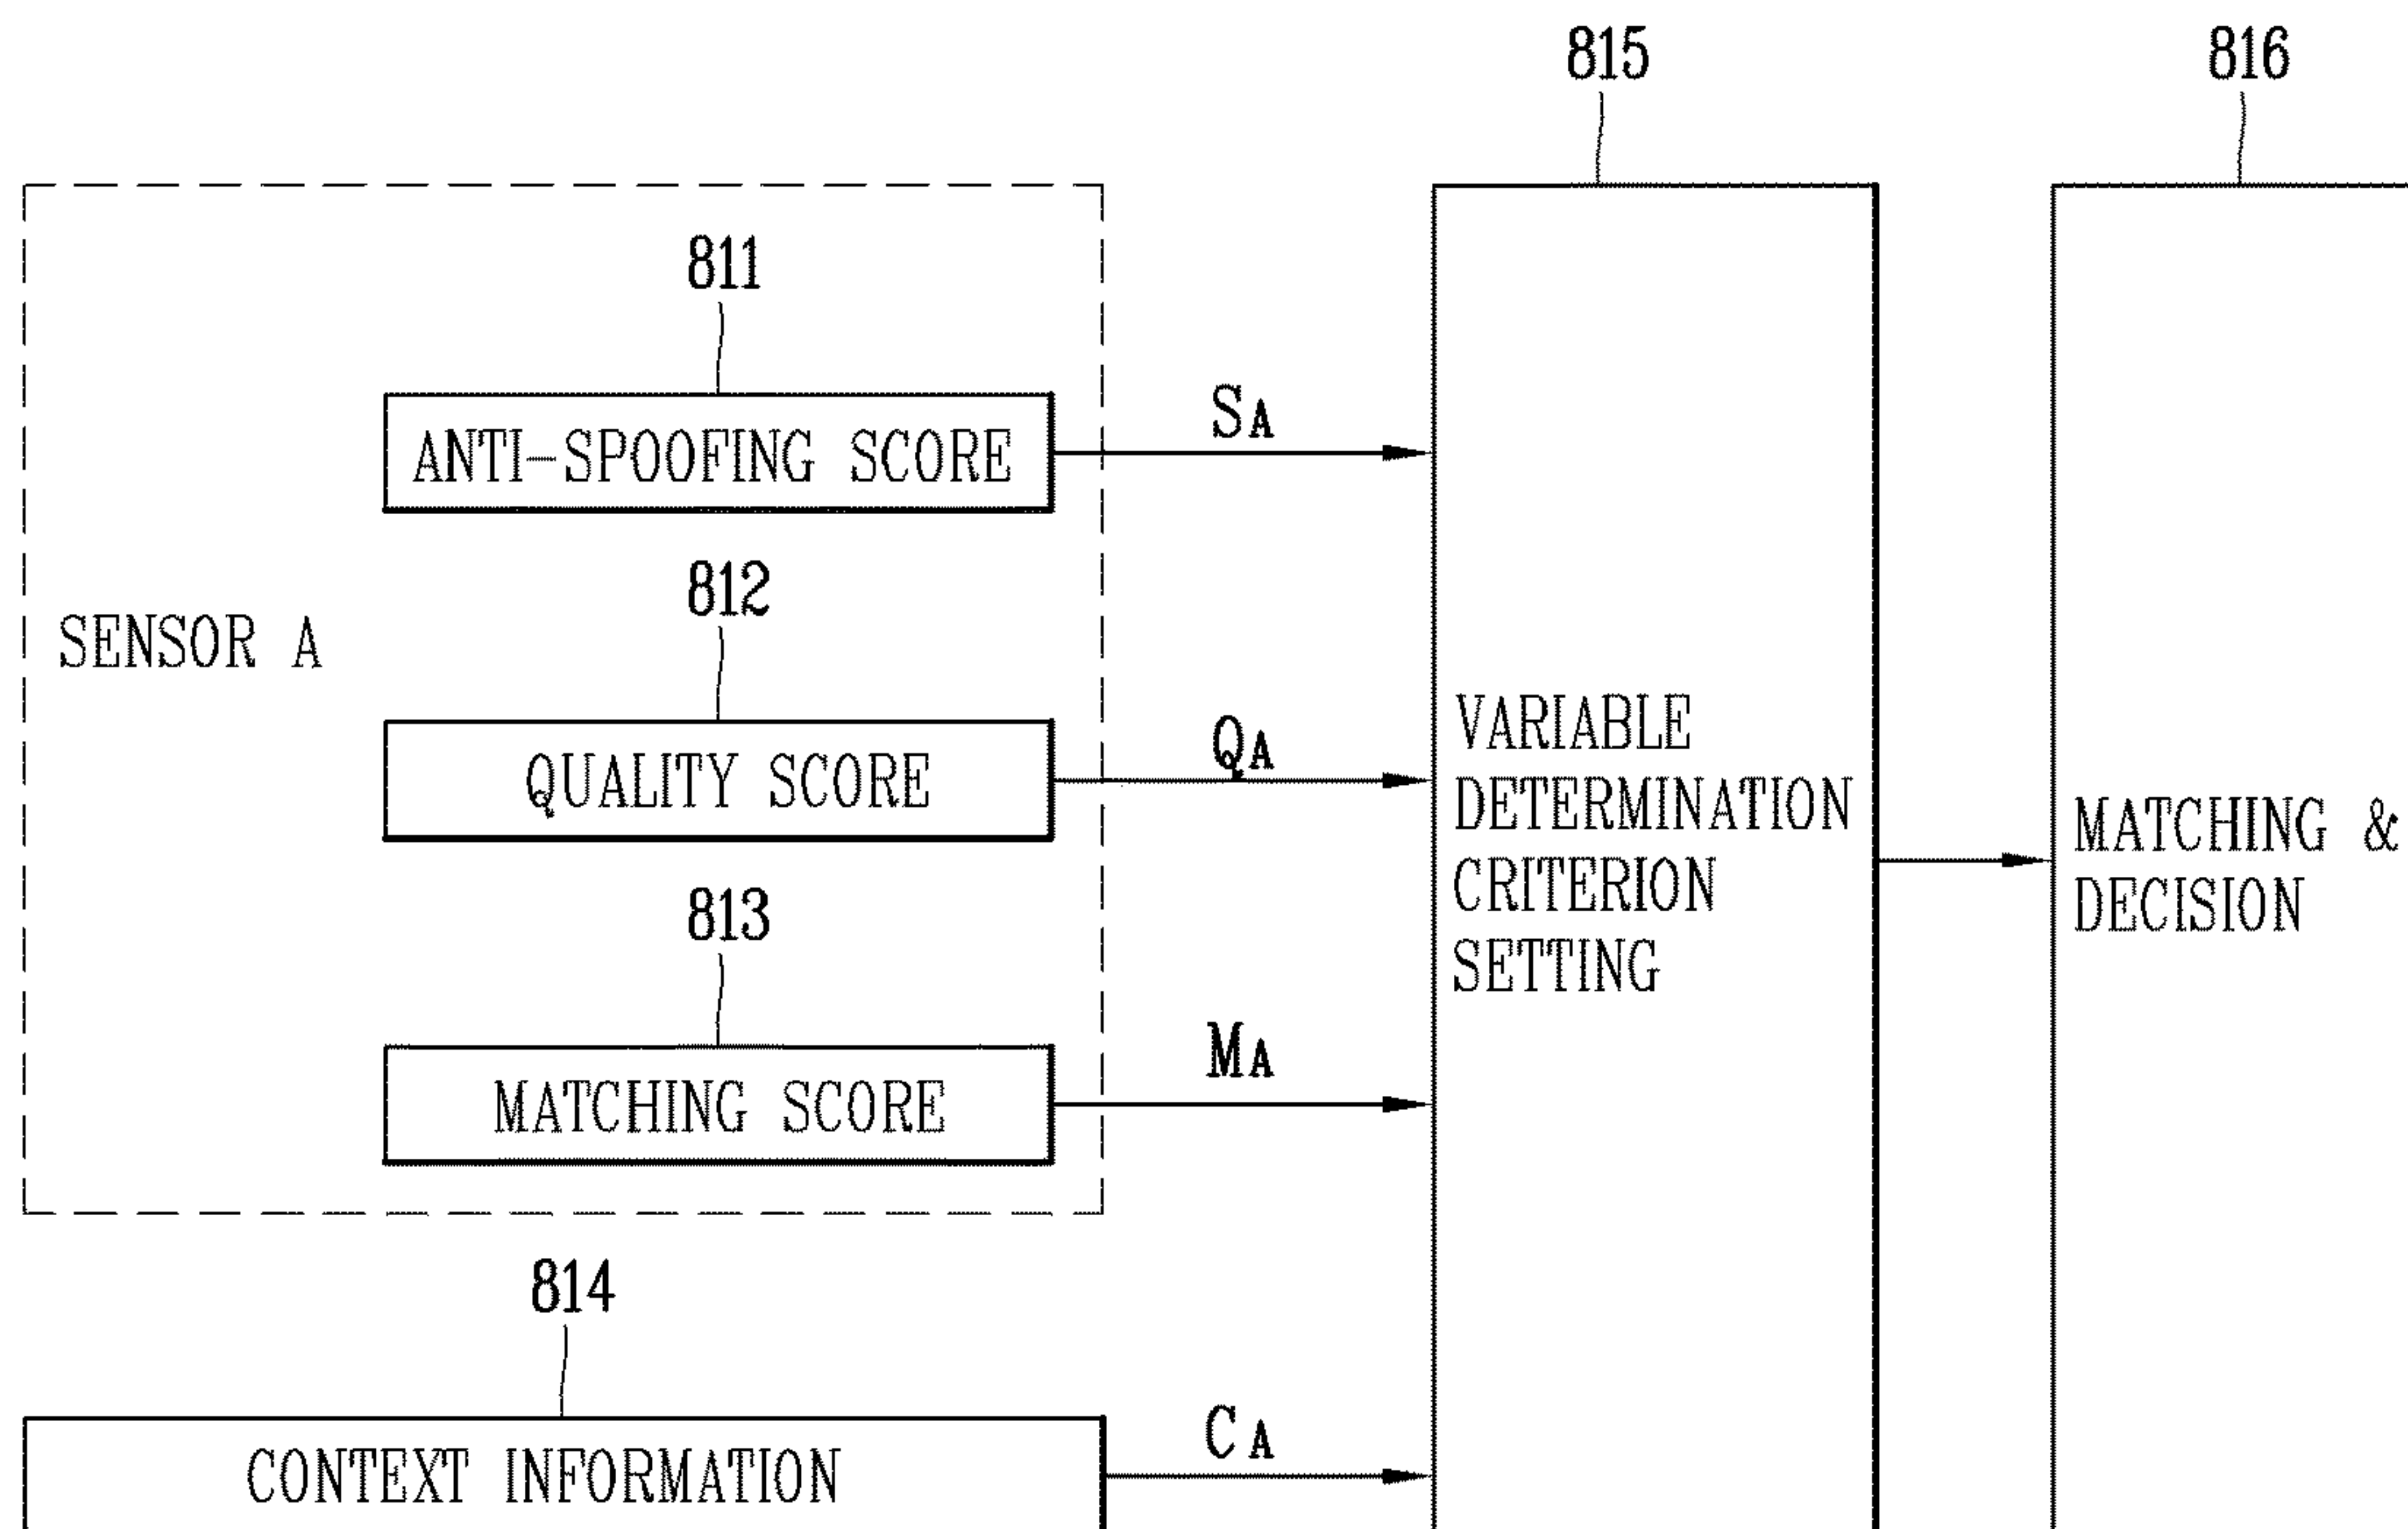 815
816
811
ANTI-SPOOFING SCORE
SA
812
SENSOR A
QUALITY SCORE
QA
VARIABLE
DETERMINATION
CRITERION
SETTING
MATCHING &
DECISION
813
MATCHING SCORE
MA
814
CONTEXT INFORMATION
CA